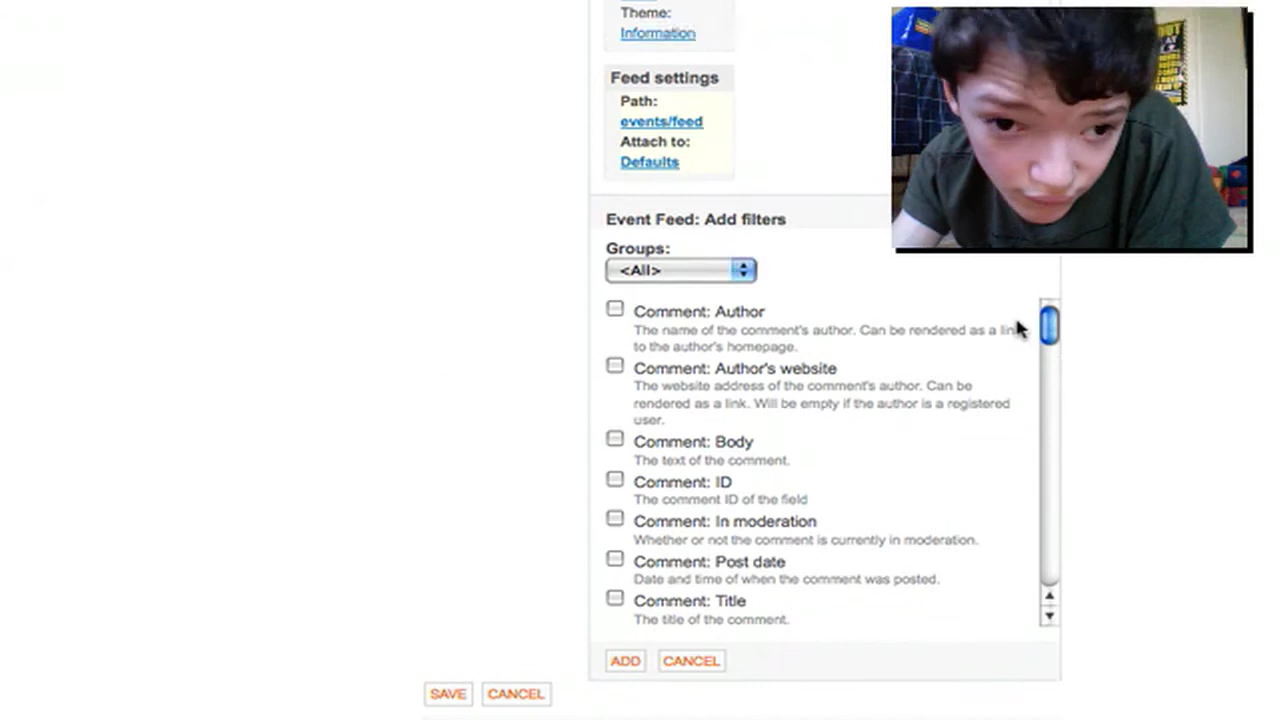 Theme:
Information
Feed settings
Path:
events/feed
Attach to:
Defaults
Event Feed: Add filters
Groups:
<All>
Comment: Author
The name of the comment's author. Can be rendered as a link
to the author's homepage.
Comment: Author's website
The website address of the comment's author. Can be
rendered as a link. Will be empty if the author is a registered
user.
Comment: Body
The text of the comment.
Comment: ID
The comment ID of the field
Comment: In moderation
Whether or not the comment is currently in moderation.
Comment: Post date
Date and time of when the comment was posted.
Comment: Title
The title of the comment.
ADD
CANCEL
SAVE
CANCEL